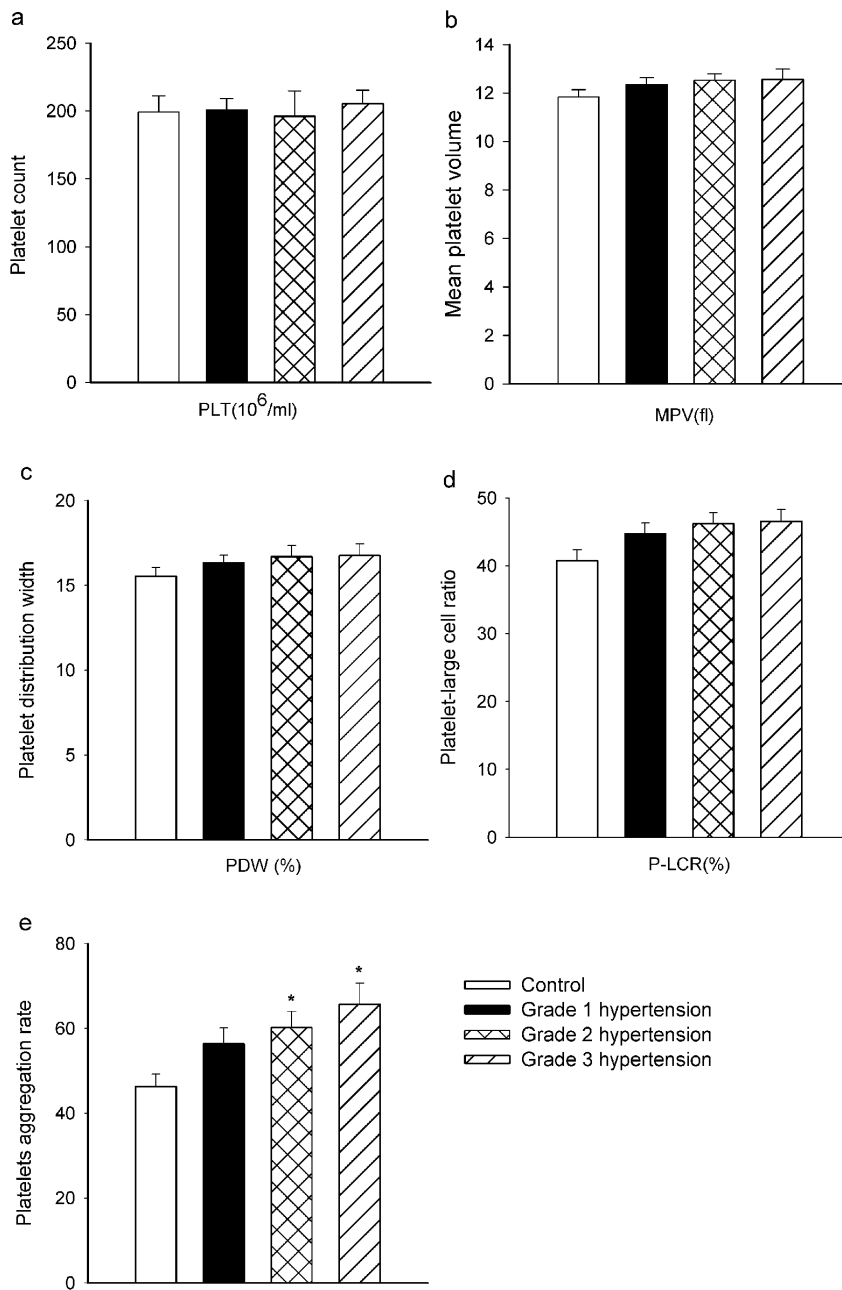 a
250
200
150
100
50
0
Platelet count
PLT(10^6/ml)
b
14
12
10
8
6
4
2
0
Mean platelet volume
MPV(fl)
c
20
15
10
5
0
Platelet distribution width
PDW (%)
d
50
40
30
20
10
0
Platelet-large cell ratio
P-LCR(%)
e
80
60
40
20
0
Platelets aggregation rate
*
*
Control
Grade 1 hypertension
Grade 2 hypertension
Grade 3 hypertension